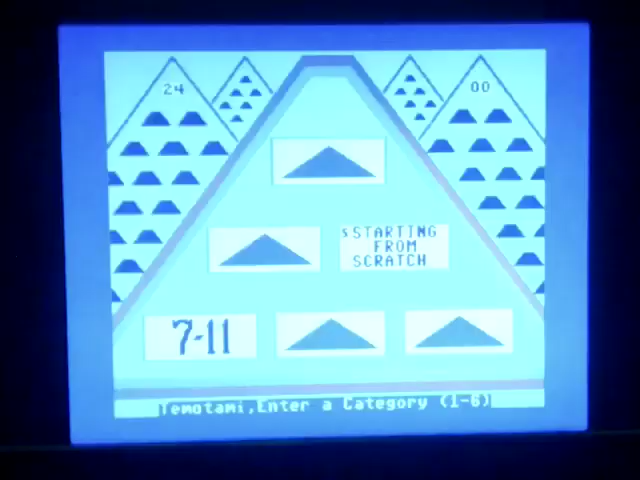 24
00
$STARTING
FROM
SCRATCH
7-11
Temotami,Enter a Category (1-6)